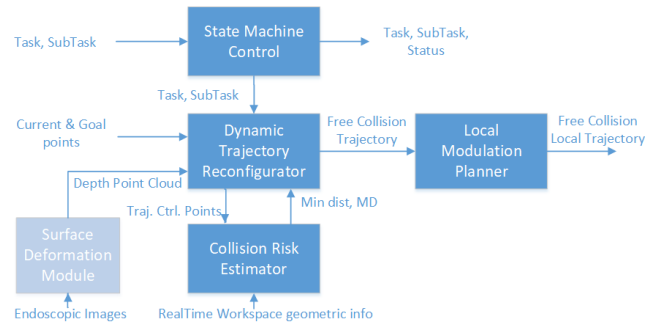 State Machine
Control
Task, SubTask
Task, SubTask,
Status
Task, SubTask
Current & Goal
points
Dynamic
Trajectory
Reconfigurator
Free Collision
Trajectory
Local
Modulation
Planner
Free Collision
Local Trajectory
Depth Point Cloud
Traj. Ctrl. Points
Min dist, MD
Surface
Deformation
Module
Collision Risk
Estimator
Endoscopic Images
RealTime Workspace geometric info